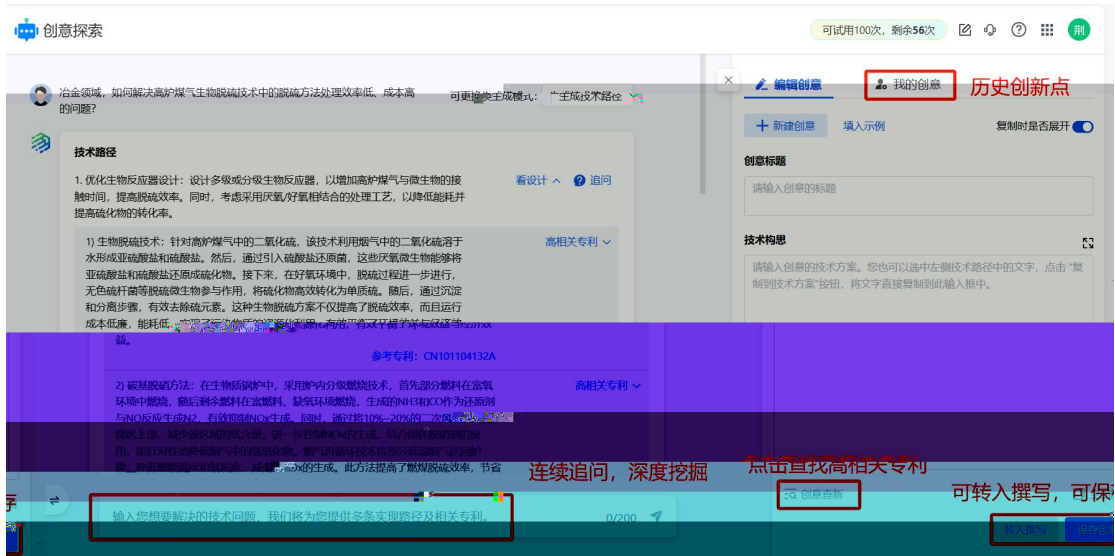 创意探索
可试用100次，剩余56次
荆
冶金领域，如何解决高炉煤气生物脱硫技术中的脱硫方法处理效率低、成本高
的问题？
技术路径
1. 优化生物反应器设计：设计多级或分级生物反应器，以增加高炉煤气与微生物的接
触时间，提高脱硫效率。同时，考虑采用厌氧/好氧相结合的处理工艺，以降低能耗并
提高硫化物的转化率。
看设计
追问
1) 生物脱硫技术：针对高炉煤气中的二氧化硫，该技术利用烟气中的二氧化硫溶于
水形成亚硫酸盐和硫酸盐。然后，通过引入硫酸盐还原菌，这些厌氧微生物能够将
亚硫酸盐和硫酸盐还原成硫化物。接下来，在好氧环境中，脱硫过程进一步进行，
无色硫杆菌等脱硫微生物参与作用，将硫化物高效转化为单质硫。随后，通过沉淀
和分离步骤，有效去除硫元素。这种生物脱硫方案不仅提高了脱硫效率，而且运行
成本低廉，能耗低
益。
高相关专利
参考专利：CN101104132A
2) 碳基脱硝方法：在生物质锅炉中，采用炉内分级燃烧技术，首先部分燃料在富氧
环境中燃烧，随后剩余燃料在富燃料、缺氧环境燃烧，生成的NH3和CO作为还原剂
与NO反应生成N2，有效抑制NOx生成。同时，通过将10%~20%的二次风
的生成。此方法提高了燃煤脱硫效率，节省
高相关专利
连续追问，深度挖掘
输入您想要解决的技术问题，我们将为您提供多条实现路径及相关专利。
0/200
编辑创意
我的创意
历史创新点
新建创意
填入示例
复制时是否展开
创意标题
请输入创意的标题
技术构思
请输入创意的技术方案。您也可以选中左侧技术路径中的文字，点击 "复
制到技术方案"按钮，将文字直接复制到此输入框中。
点击查找高相关专利
创意查新
可转入撰写，可保
转入撰写
保存创